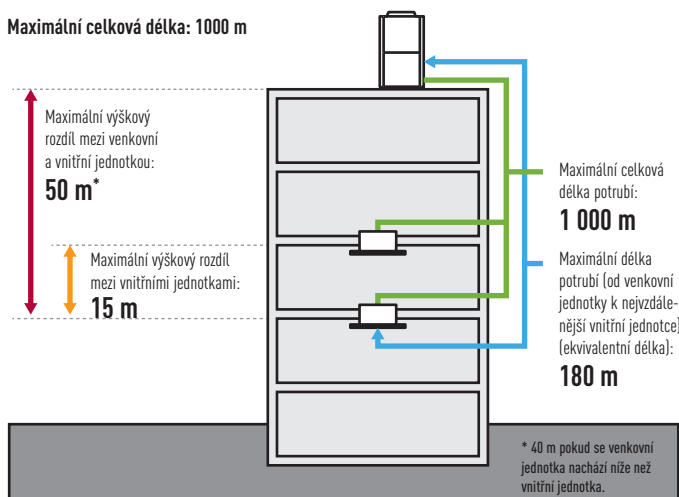 Maximální celková délka: 1000 m
Maximální výškový
rozdíl mezi venkovní
a vnitřní jednotkou:
50 m*
Maximální výškový rozdíl
mezi vnitřními jednotkami:
15 m
Maximální celková
délka potrubí:
1 000 m
Maximální délka
potrubí (od venkovní
jednotky k nejvzdále-
nější vnitřní jednotce)
(ekvivalentní délka):
180 m
* 40 m pokud se venkovní
jednotka nachází níže než
vnitřní jednotka.